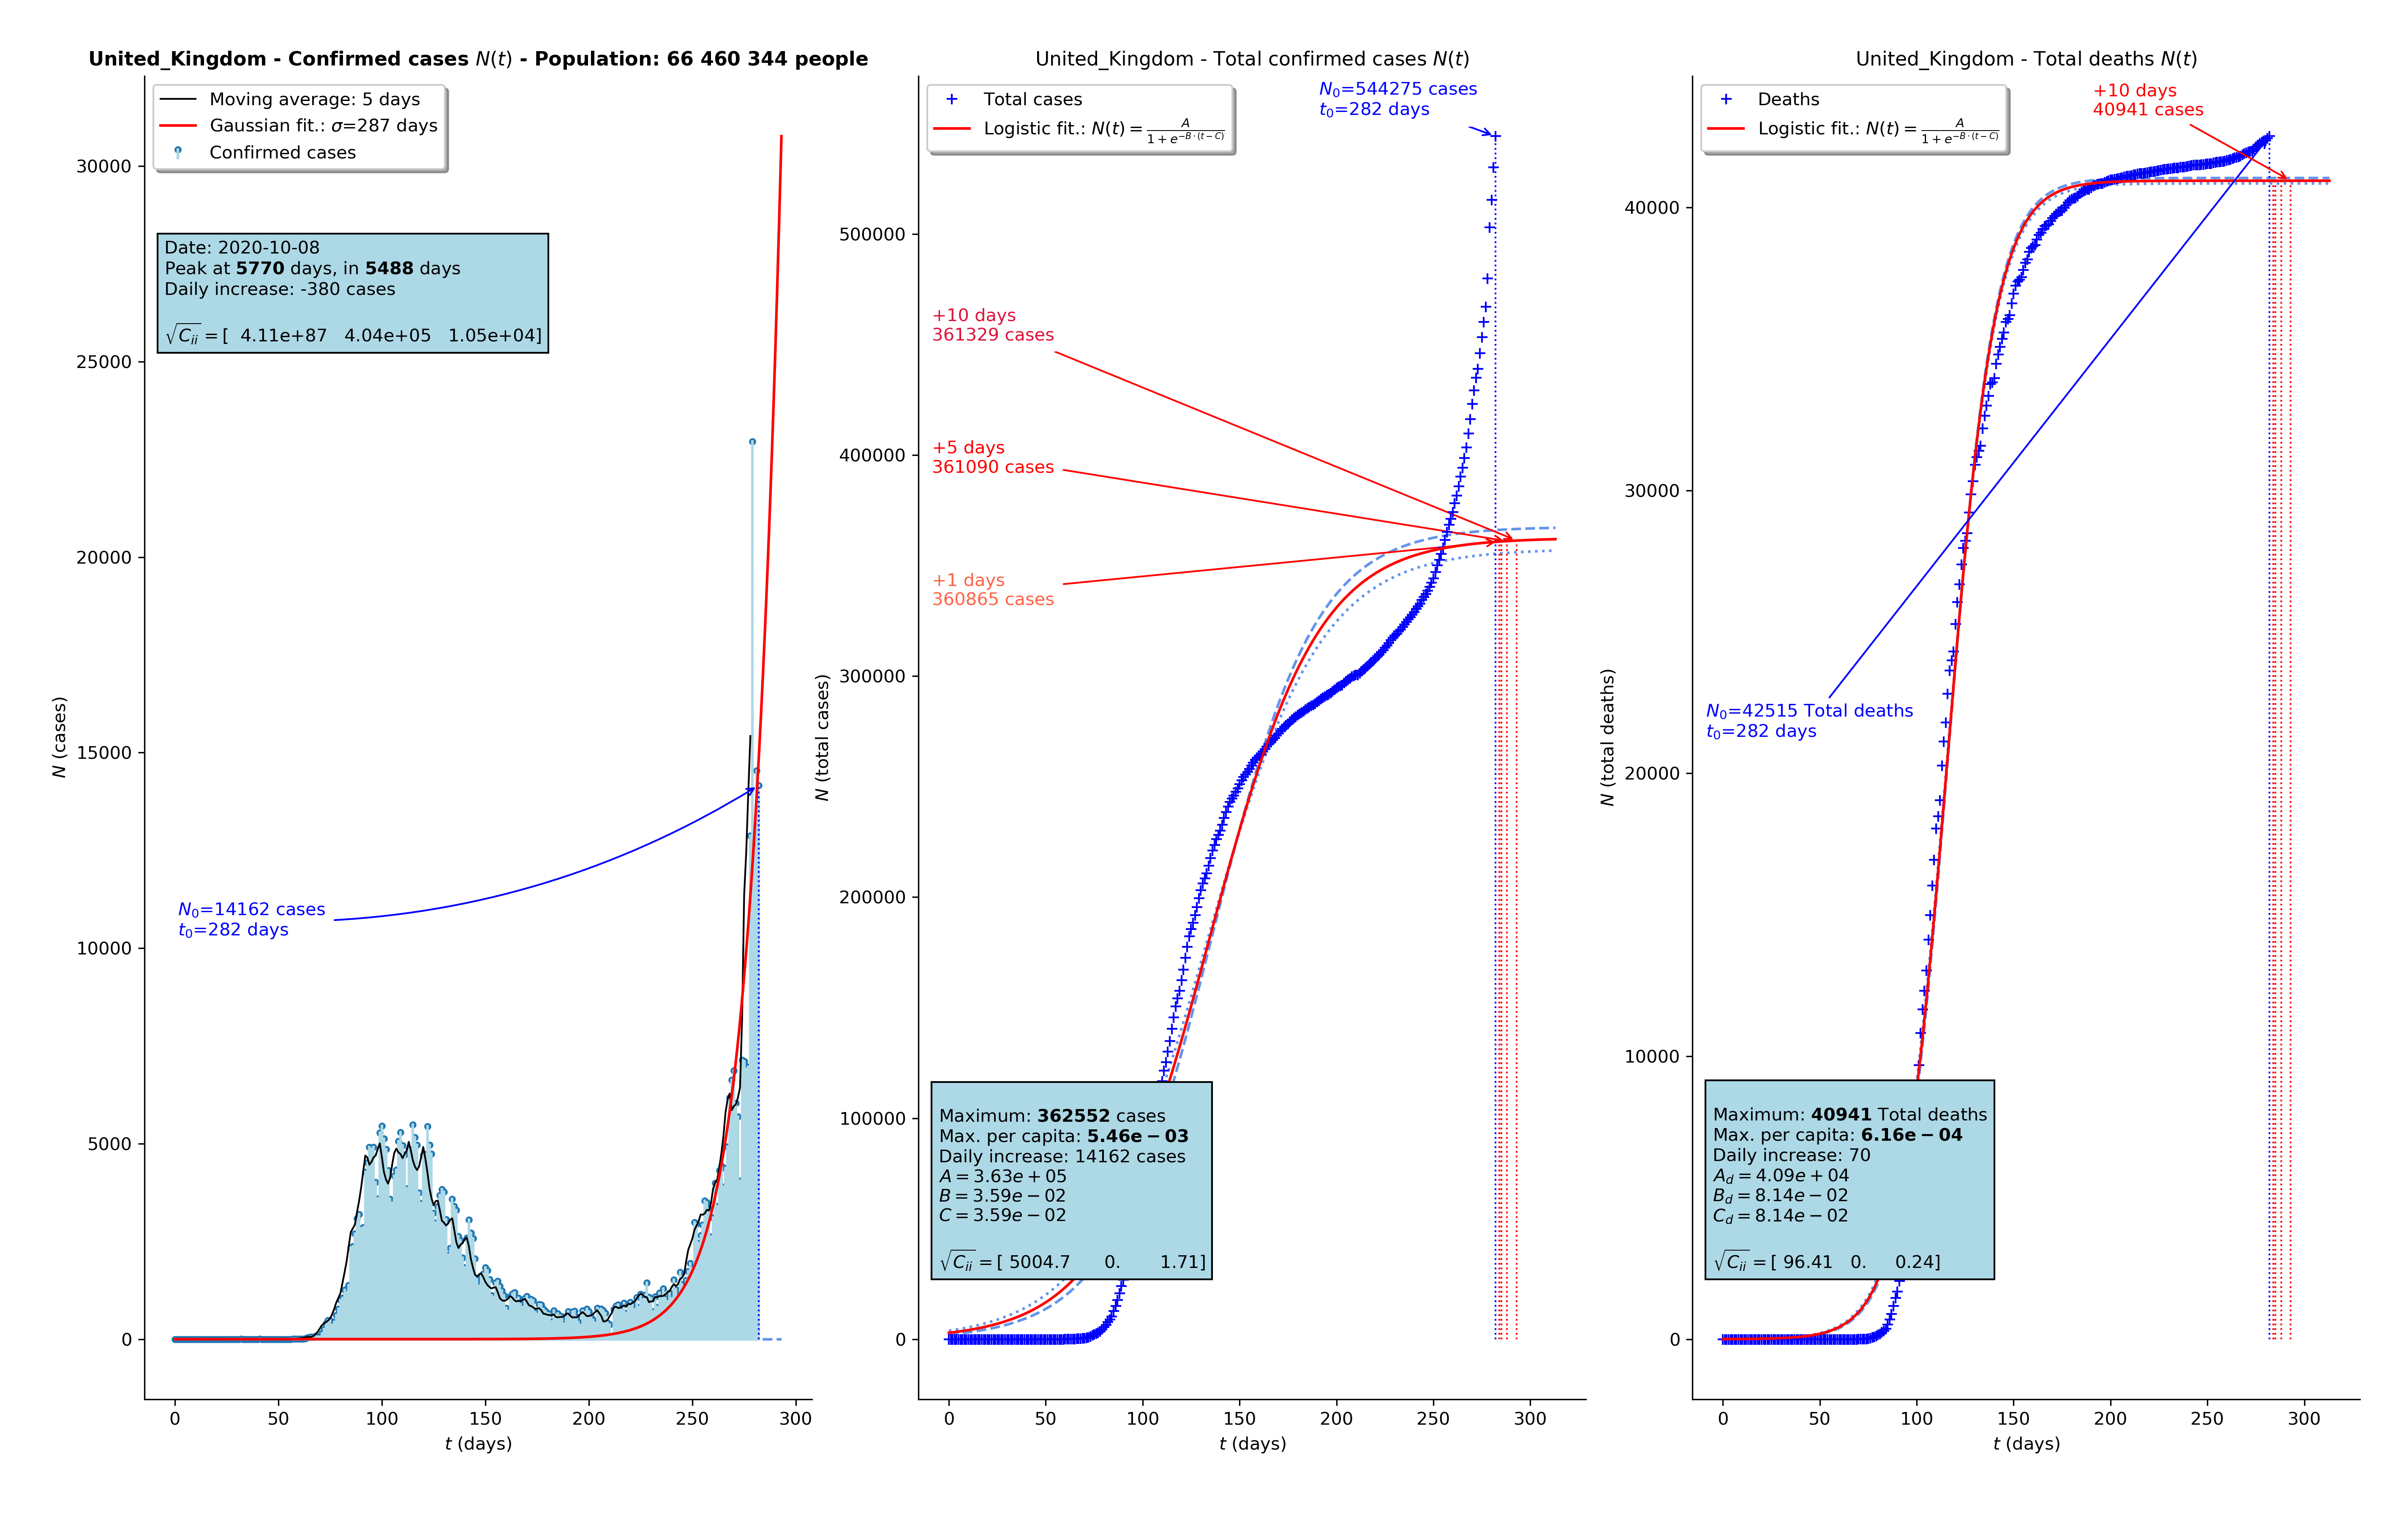 United_Kingdom - Confirmed cases N(t) - Population: 66 460 344 people
Moving average: 5 days
Gaussian fit.: σ=287 days
Confirmed cases
Date: 2020-10-08
Peak at 5770 days, in 5488 days
Daily increase: -380 cases
√C_ii = [ 4.11e+87 4.04e+05 1.05e+04]
N₀=14162 cases
t₀=282 days
30000
25000
20000
15000
10000
5000
0
N (cases)
0 50 100 150 200 250 300
t (days)
United_Kingdom - Total confirmed cases N(t)
Total cases
Logistic fit.: N(t) = A / (1 + e^(−B·(t−C)))
N₀=544275 cases
t₀=282 days
+10 days
361329 cases
+5 days
361090 cases
+1 days
360865 cases
Maximum: 362552 cases
Max. per capita: 5.46e − 03
Daily increase: 14162 cases
A = 3.63e + 05
B = 3.59e − 02
C = 3.59e − 02
√C_ii = [ 5004.7 0. 1.71]
500000
400000
300000
200000
100000
0
N (total cases)
0 50 100 150 200 250 300
t (days)
United_Kingdom - Total deaths N(t)
Deaths
Logistic fit.: N(t) = A / (1 + e^(−B·(t−C)))
+10 days
40941 cases
N₀=42515 Total deaths
t₀=282 days
Maximum: 40941 Total deaths
Max. per capita: 6.16e − 04
Daily increase: 70
A_d = 4.09e + 04
B_d = 8.14e − 02
C_d = 8.14e − 02
√C_ii = [ 96.41 0. 0.24]
40000
30000
20000
10000
0
N (total deaths)
0 50 100 150 200 250 300
t (days)